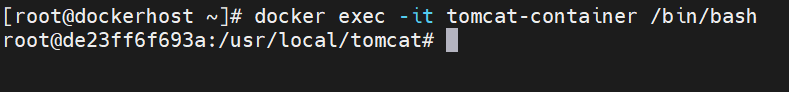 [root@dockerhost ~]# docker exec -it tomcat-container /bin/bash
root@de23ff6f693a:/usr/local/tomcat#